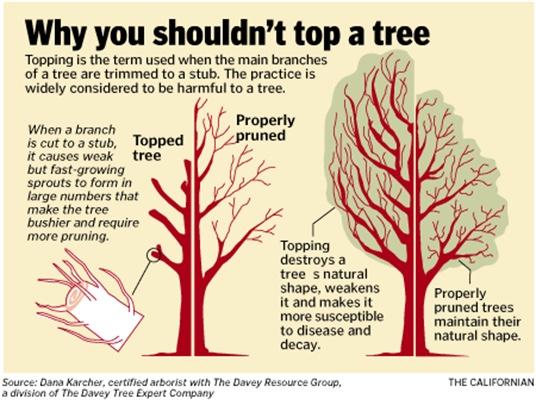 Why you shouldn't top a tree
Topping is the term used when the main branches
of a tree are trimmed to a stub. The practice is
widely considered to be harmful to a tree.
When a branch
is cut to a stub,
it causes weak
but fast-growing
sprouts to form in
large numbers that
make the tree
bushier and require
more pruning.
Topped
tree
Properly
pruned
Topping
destroys a
tree s natural
shape, weakens
it and makes it
more susceptible
to disease and
decay.
Properly
pruned trees
maintain their
natural shape.
Source: Dana Karcher, certified arborist with The Davey Resource Group,
a division of The Davey Tree Expert Company
THE CALIFORNIAN